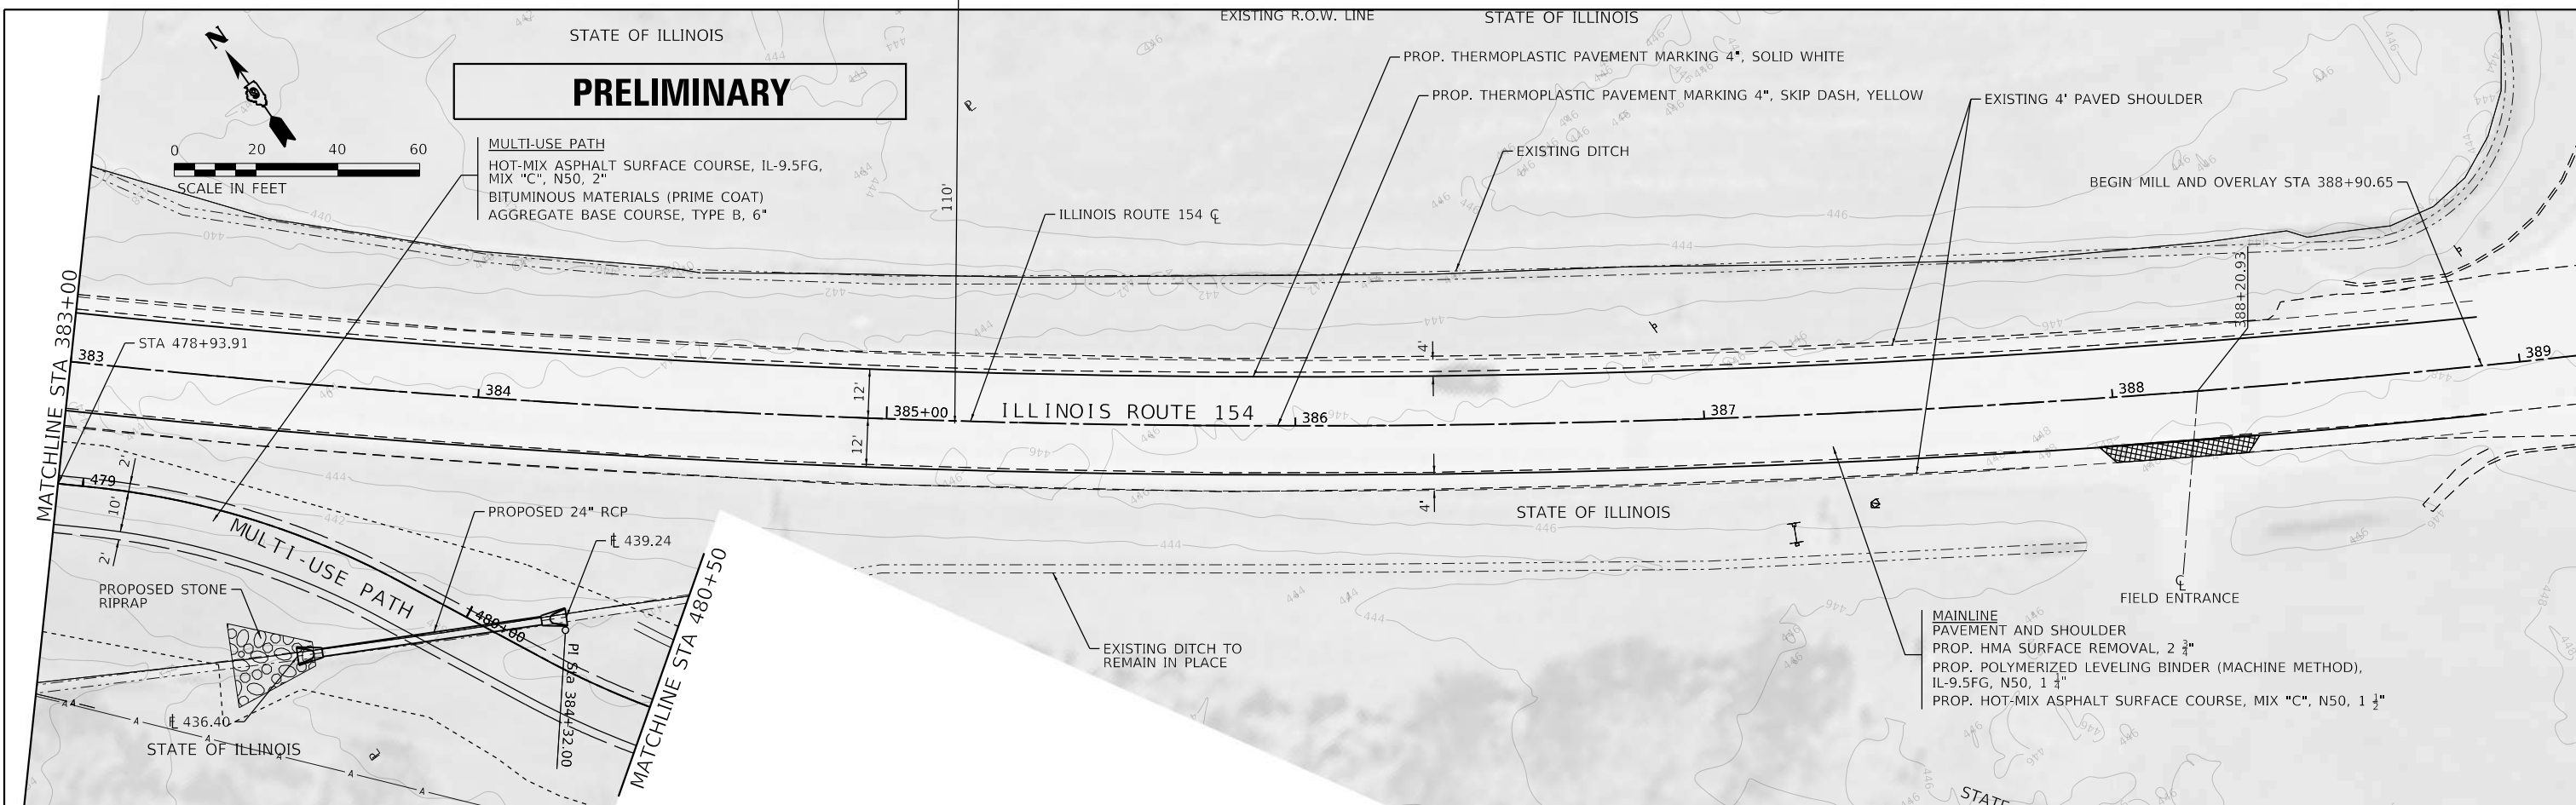 EXISTING R.O.W. LINE
STATE OF ILLINOIS
STATE OF ILLINOIS
N
PRELIMINARY
PROP. THERMOPLASTIC PAVEMENT MARKING 4", SOLID WHITE
PROP. THERMOPLASTIC PAVEMENT MARKING 4", SKIP DASH, YELLOW
EXISTING 4' PAVED SHOULDER
0 20 40 60
SCALE IN FEET
MULTI-USE PATH
HOT-MIX ASPHALT SURFACE COURSE, IL-9.5FG,
MIX "C", N50, 2"
BITUMINOUS MATERIALS (PRIME COAT)
AGGREGATE BASE COURSE, TYPE B, 6"
110'
EXISTING DITCH
BEGIN MILL AND OVERLAY STA 388+90.65
ILLINOIS ROUTE 154 ℄
388+20.93
MATCHLINE STA 383+00
STA 478+93.91
383
384
385+00
ILLINOIS ROUTE 154
386
387
388
389
12'
12'
4'
4'
479
2'
10'
2'
MULTI-USE PATH
480+00
PROPOSED 24" RCP
439.24
PROPOSED STONE
RIPRAP
436.40
STATE OF ILLINOIS
PI Sta 384+32.00
MATCHLINE STA 480+50
STATE OF ILLINOIS
EXISTING DITCH TO
REMAIN IN PLACE
℄
FIELD ENTRANCE
MAINLINE
PAVEMENT AND SHOULDER
PROP. HMA SURFACE REMOVAL, 2 3/4"
PROP. POLYMERIZED LEVELING BINDER (MACHINE METHOD),
IL-9.5FG, N50, 1 1/4"
PROP. HOT-MIX ASPHALT SURFACE COURSE, MIX "C", N50, 1 1/2"
STATE